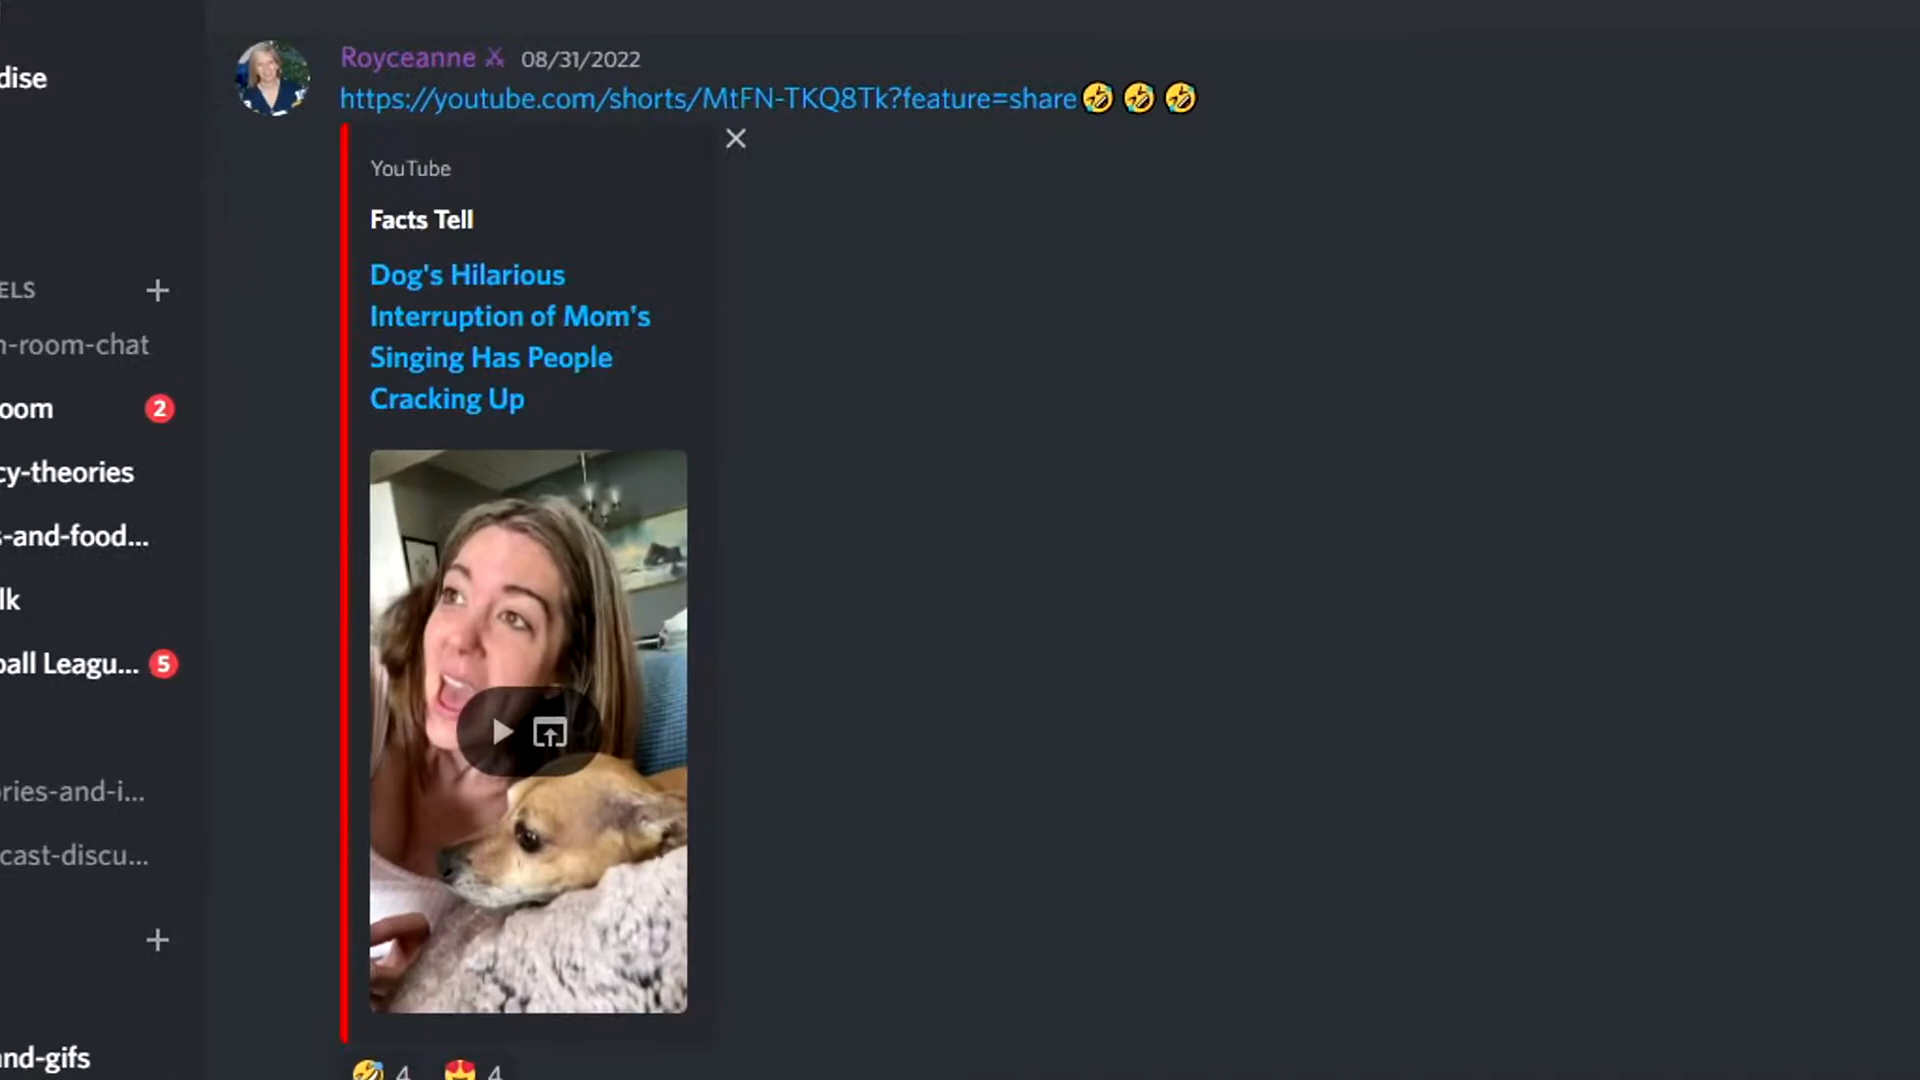 dise
ELS
n-room-chat
oom 2
cy-theories
s-and-food...
lk
ball Leagu... 5
ries-and-i...
cast-discu...
nd-gifs
Royceanne 08/31/2022
https://youtube.com/shorts/MtFN-TKQ8Tk?feature=share🤣🤣🤣
YouTube
Facts Tell
Dog's Hilarious
Interruption of Mom's
Singing Has People
Cracking Up
4 4